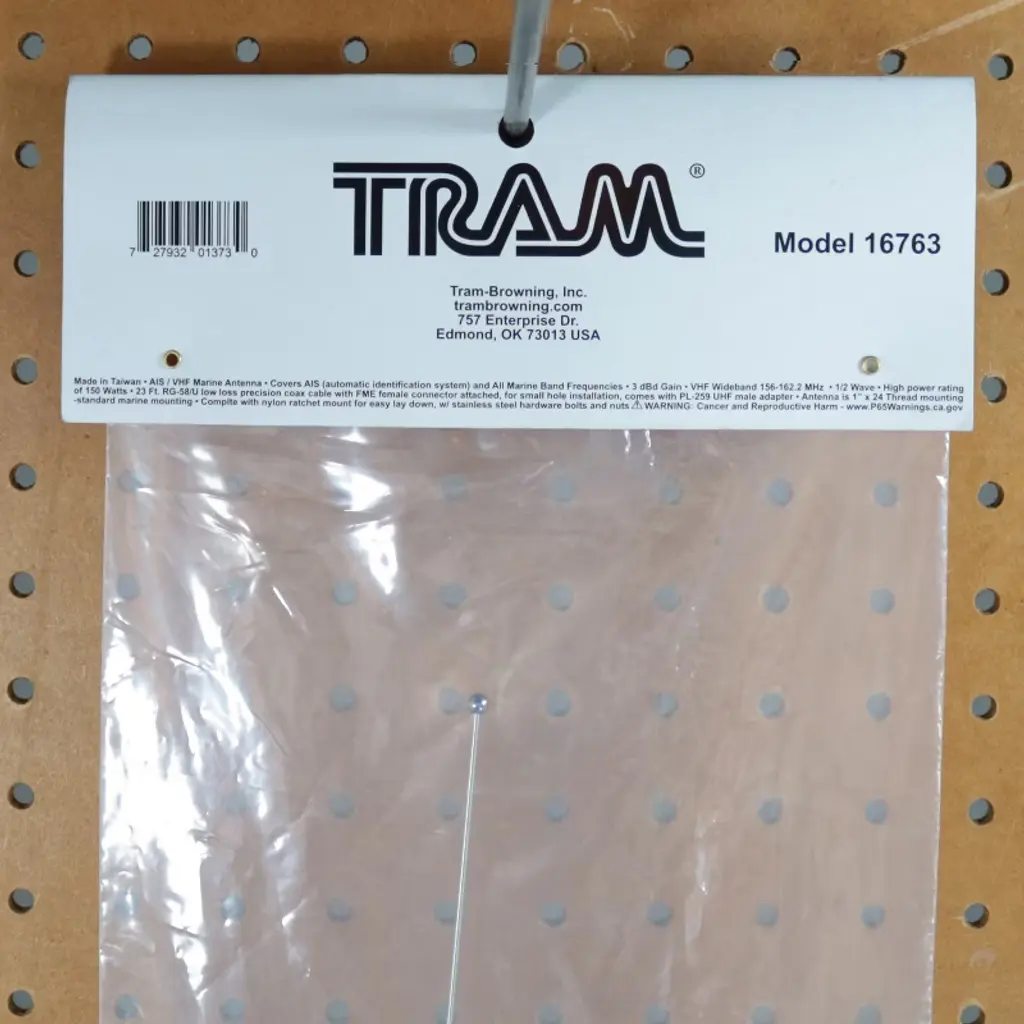 TRAM®
7 27932 01373 0
Model 16763
Tram-Browning, Inc.
trambrowning.com
757 Enterprise Dr.
Edmond, OK 73013 USA
Made in Taiwan • AIS / VHF Marine Antenna • Covers AIS (automatic identification system) and All Marine Band Frequencies • 3 dBd Gain • VHF Wideband 156-162.2 MHz • 1/2 Wave • High power rating
of 150 Watts • 23 Ft. RG-58/U low loss precision coax cable with FME female connector attached, for small hole installation, comes with PL-259 UHF male adapter • Antenna is 1" x 24 Thread mounting
-standard marine mounting • Complte with nylon ratchet mount for easy lay down, w/ stainless steel hardware bolts and nuts ⚠ WARNING: Cancer and Reproductive Harm - www.P65Warnings.ca.gov